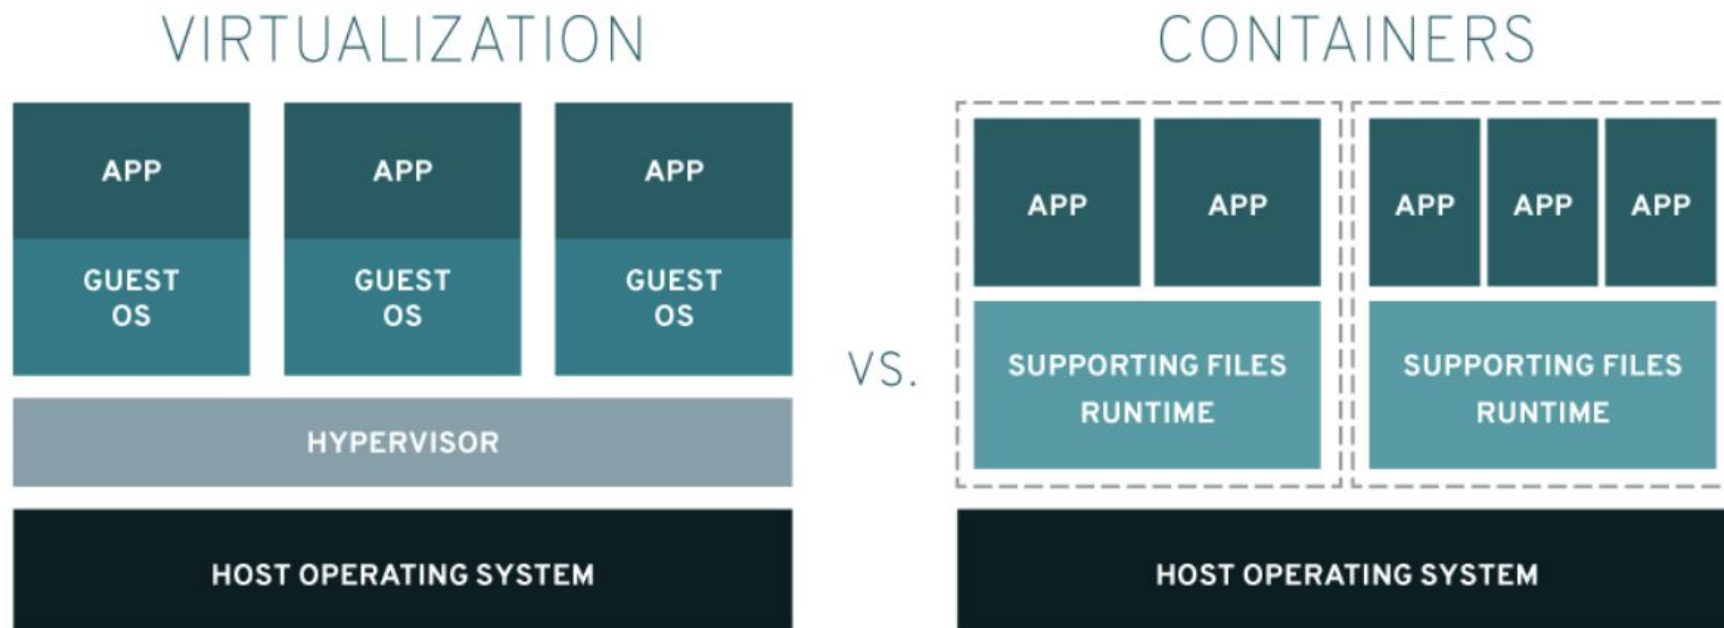 VIRTUALIZATION
APP
APP
APP
GUEST
OS
GUEST
OS
GUEST
OS
HYPERVISOR
HOST OPERATING SYSTEM
VS.
CONTAINERS
APP
APP
APP
APP
APP
SUPPORTING FILES
RUNTIME
SUPPORTING FILES
RUNTIME
HOST OPERATING SYSTEM